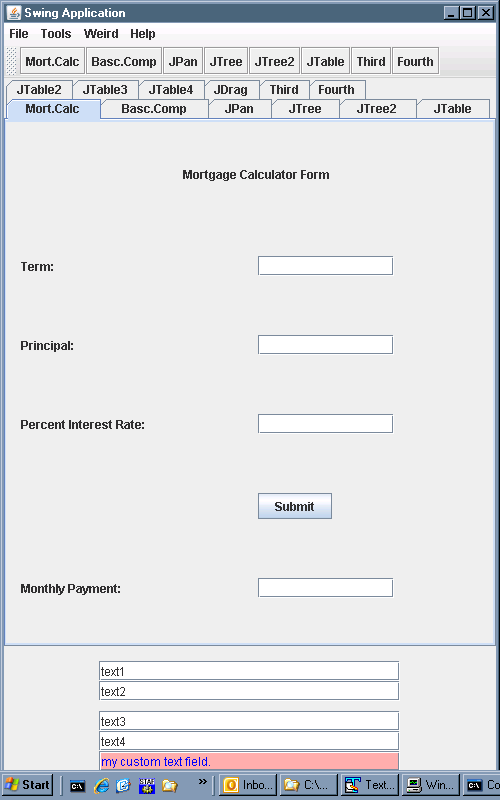 Swing Application
File Tools Weird Help
Mort.Calc Basc.Comp JPan JTree JTree2 JTable Third Fourth
JTable2 JTable3 JTable4 JDrag Third Fourth
Mort.Calc Basc.Comp JPan JTree JTree2 JTable
Mortgage Calculator Form
Term:
Principal:
Percent Interest Rate:
Submit
Monthly Payment:
text1
text2
text3
text4
my custom text field.
Start » Inbo... C:\... Text... Win... Co